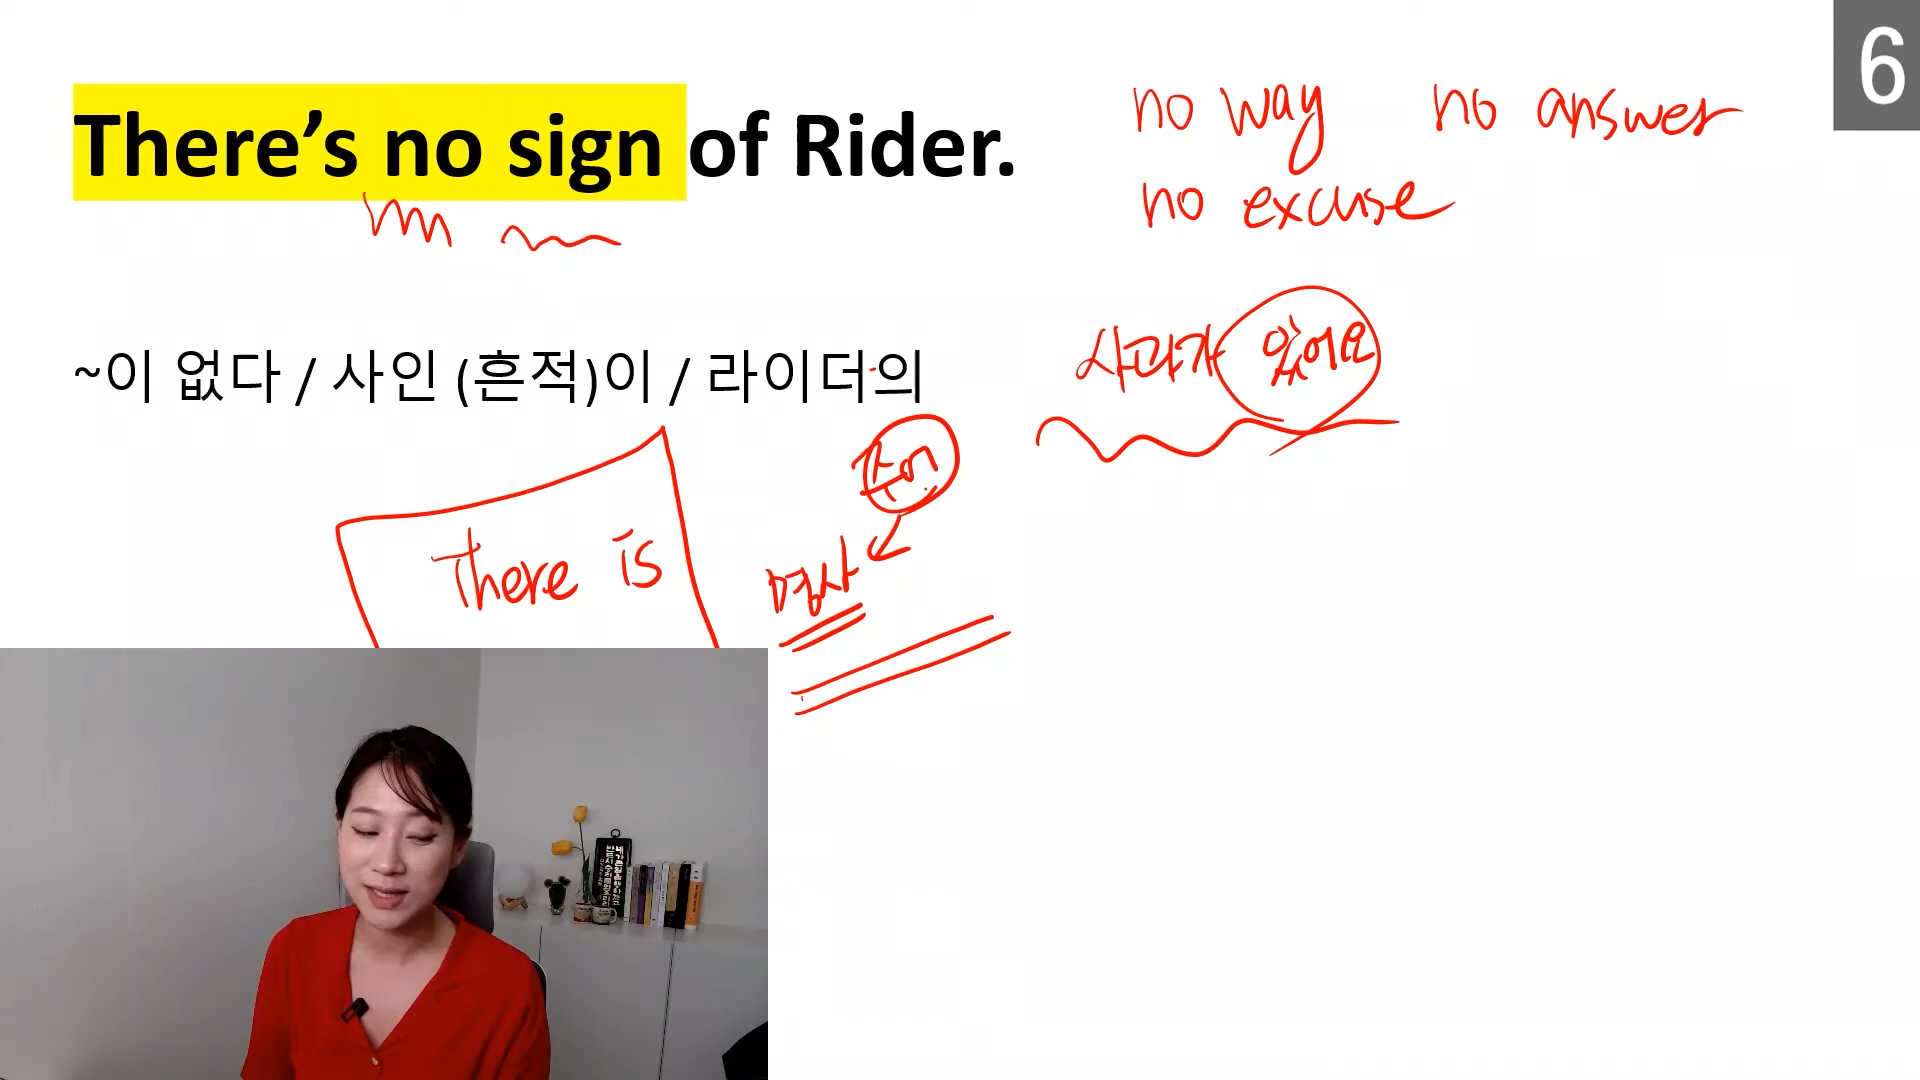 6
There's no sign of Rider.
no way no answer
no excuse
~이 없다 / 사인 (흔적)이 / 라이더의
사과가 있어요
주어
There is
명사